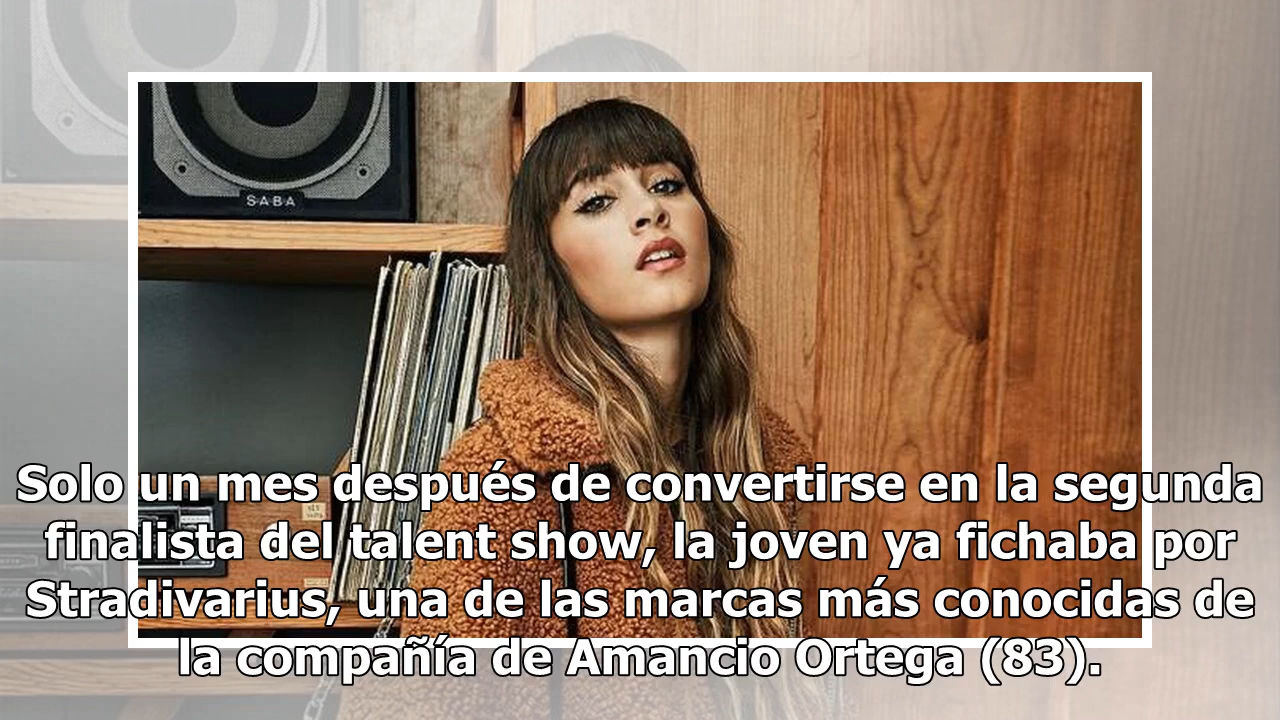 SABA
Solo un mes después de convertirse en la segunda
finalista del talent show, la joven ya fichaba por
Stradivarius, una de las marcas más conocidas de
la compañía de Amancio Ortega (83).